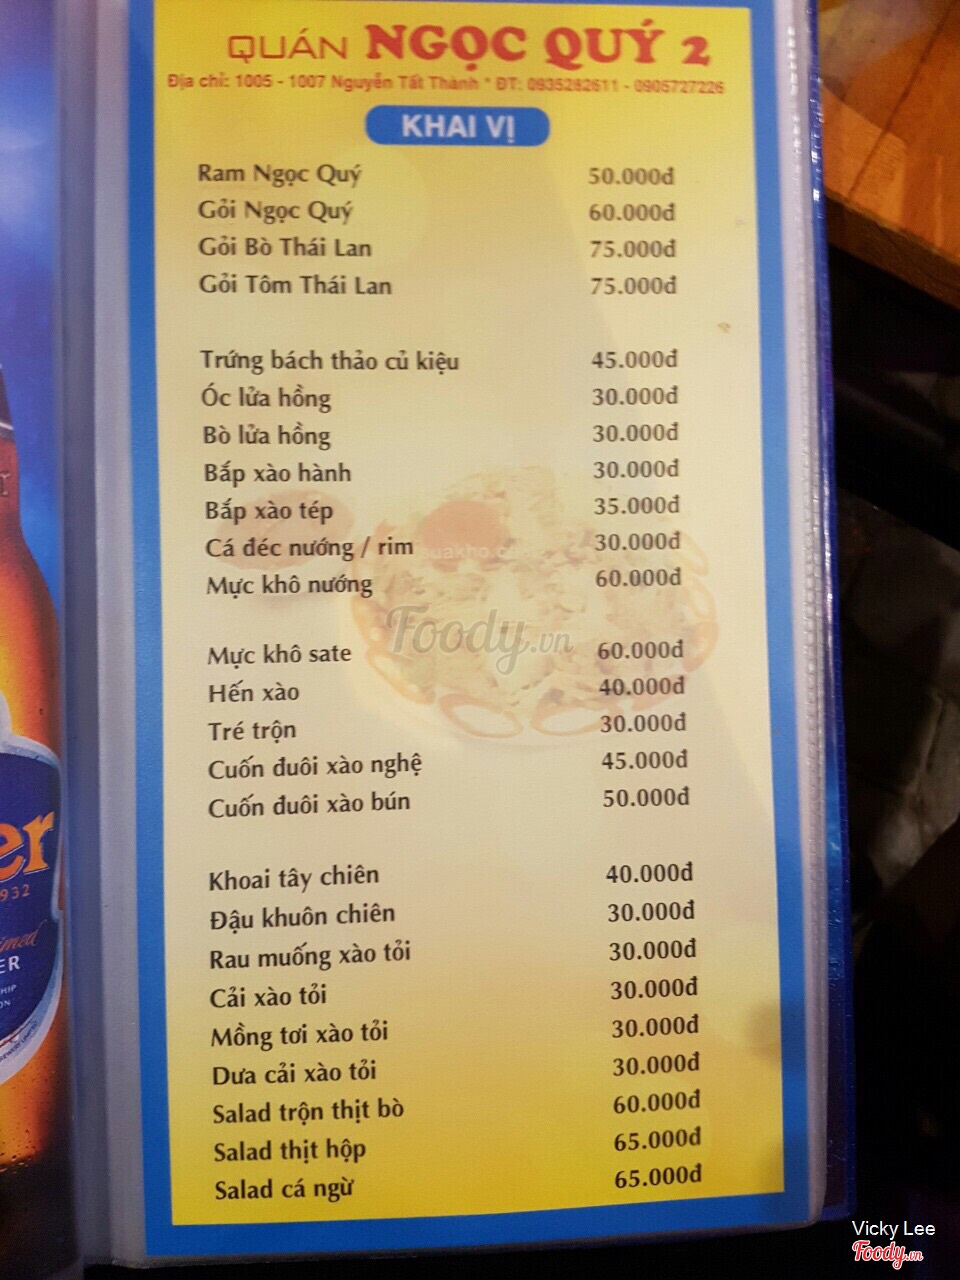 QUÁN NGỌC QUÝ 2
Địa chỉ: 1005 - 1007 Nguyễn Tất Thành * ĐT: 0935282611 - 0905727226
KHAI VỊ
Ram Ngọc Quý 50.000đ
Gỏi Ngọc Quý 60.000đ
Gỏi Bò Thái Lan 75.000đ
Gỏi Tôm Thái Lan 75.000đ
Trứng bách thảo củ kiệu 45.000đ
Óc lửa hồng 30.000đ
Bò lửa hồng 30.000đ
Bắp xào hành 30.000đ
Bắp xào tép 35.000đ
Cá đéc nướng / rim 30.000đ
Mực khô nướng 60.000đ
Foody.vn
Mực khô sate 60.000đ
Hến xào 40.000đ
Tré trộn 30.000đ
Cuốn đuôi xào nghệ 45.000đ
Cuốn đuôi xào bún 50.000đ
Khoai tây chiên 40.000đ
Đậu khuôn chiên 30.000đ
Rau muống xào tỏi 30.000đ
Cải xào tỏi 30.000đ
Mồng tơi xào tỏi 30.000đ
Dưa cải xào tỏi 30.000đ
Salad trộn thịt bò 60.000đ
Salad thịt hộp 65.000đ
Salad cá ngừ 65.000đ
er
932
ER
Vicky Lee
Foody.vn